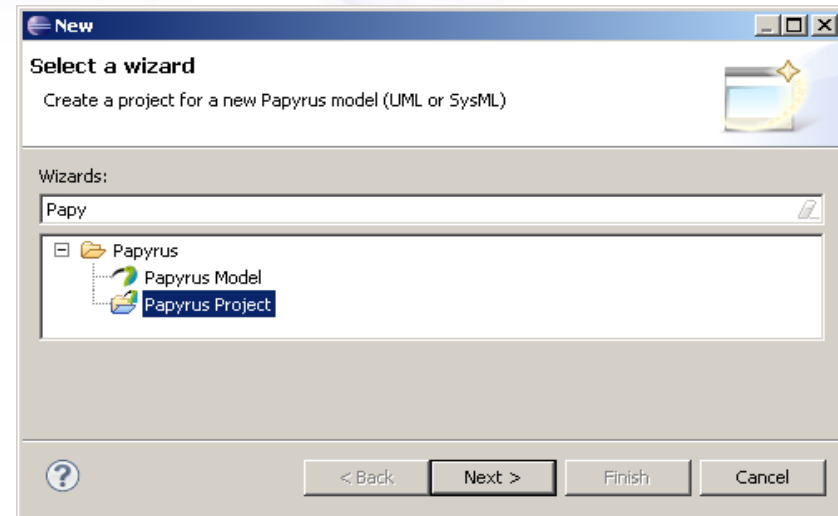 New
Select a wizard
Create a project for a new Papyrus model (UML or SysML)
Wizards:
Papy
Papyrus
Papyrus Model
Papyrus Project
? < Back Next > Finish Cancel